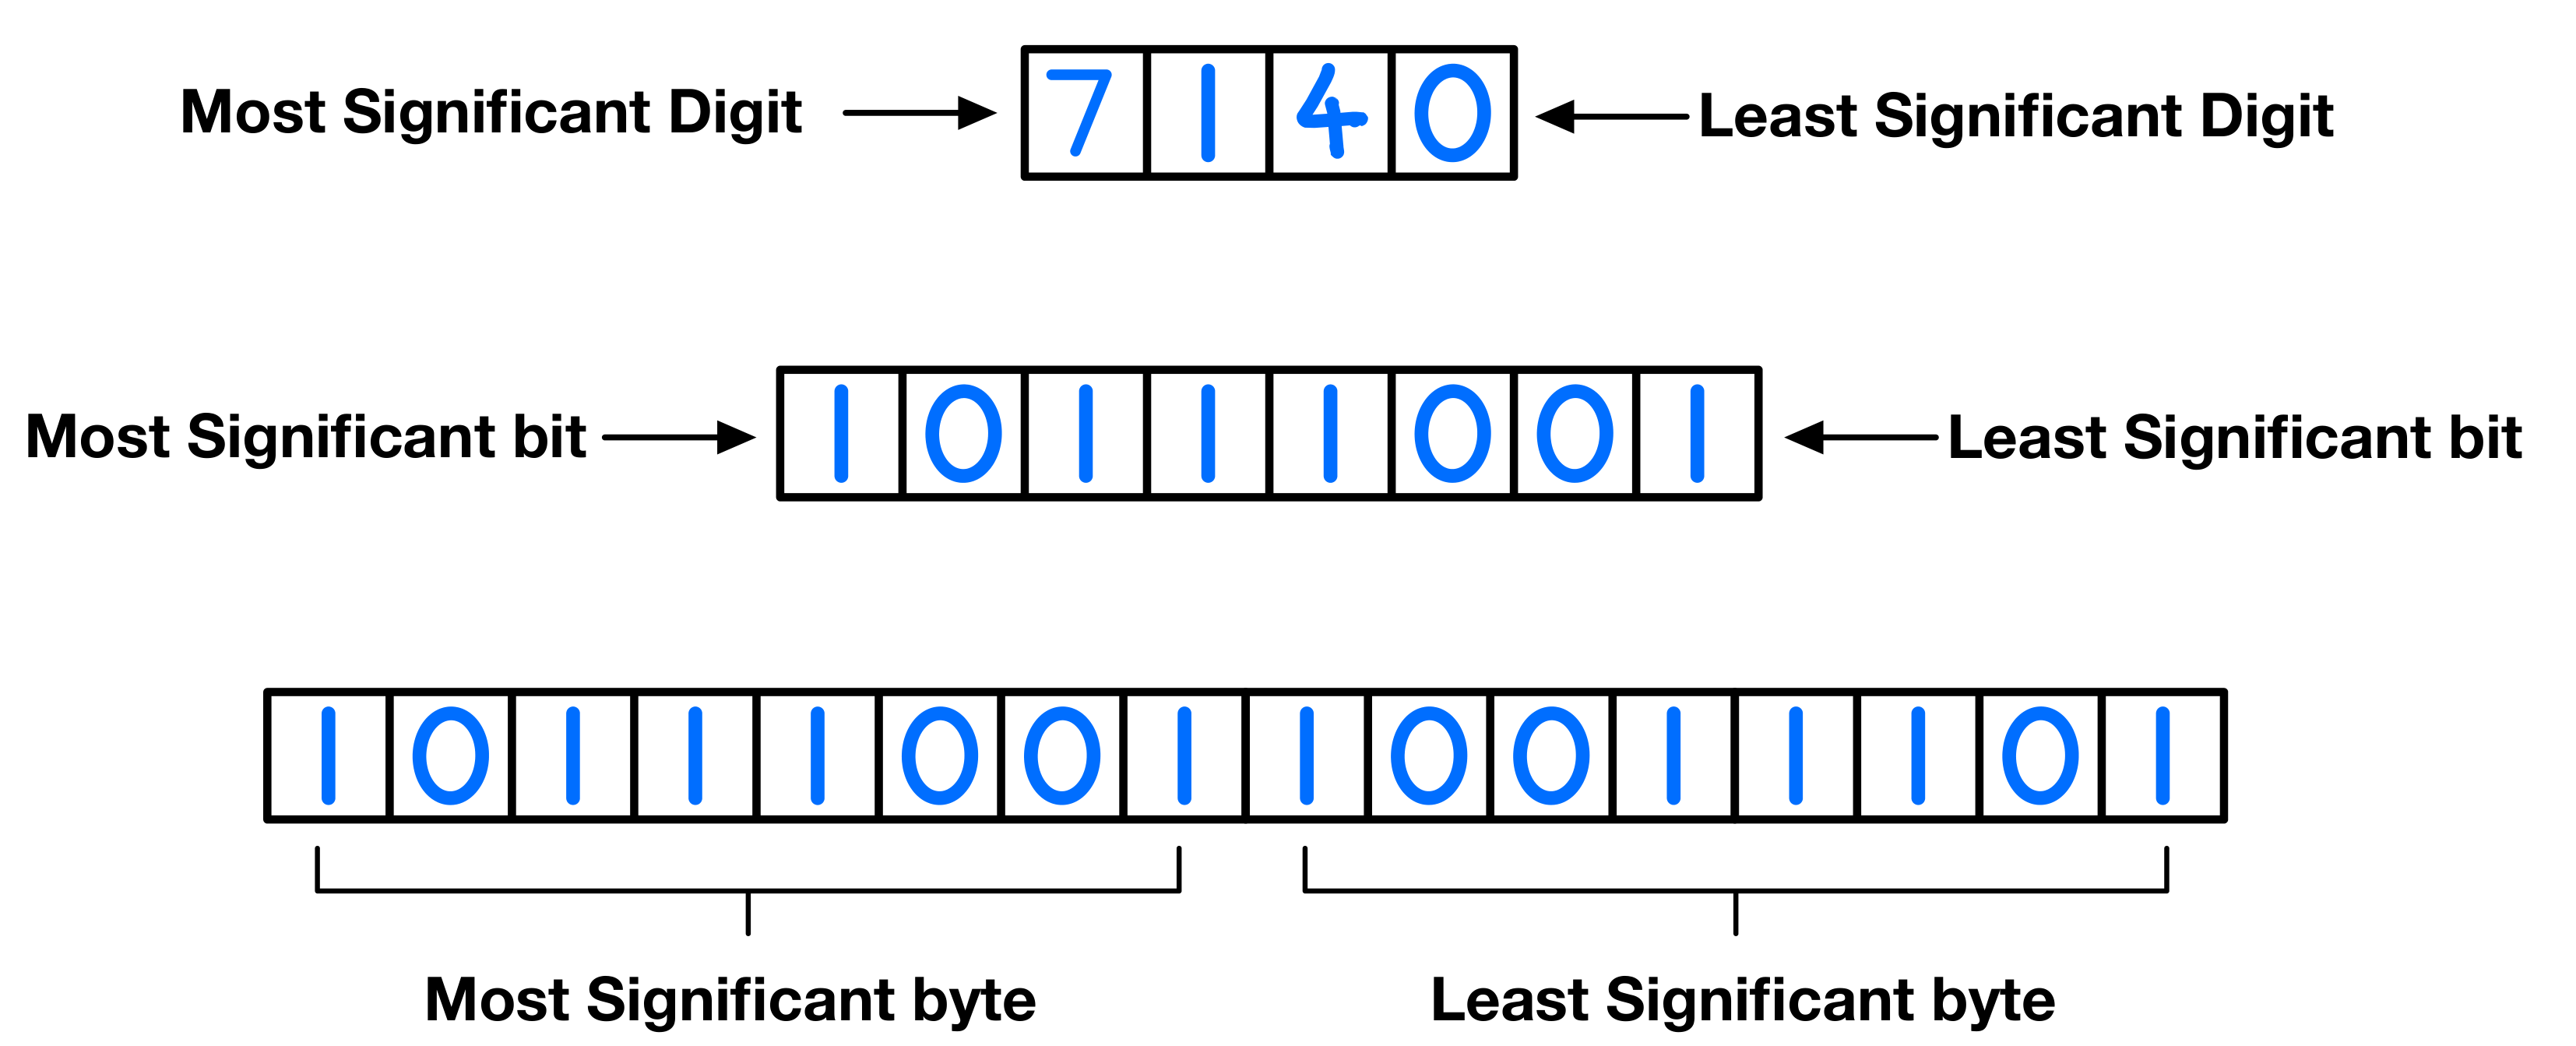 Most Significant Digit 7 1 4 0 Least Significant Digit
Most Significant bit 1 0 1 1 1 0 0 1 Least Significant bit
1 0 1 1 1 0 0 1 1 0 0 1 1 1 0 1
Most Significant byte Least Significant byte